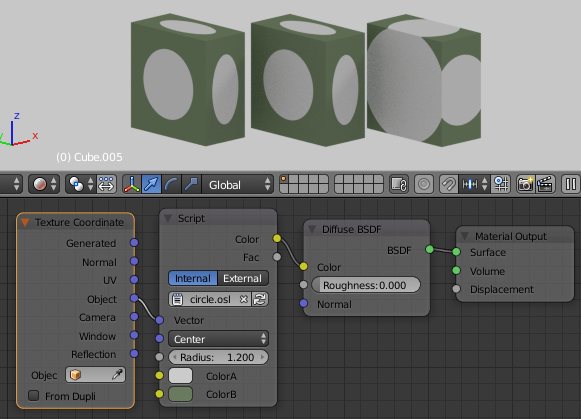 z
x
(0) Cube.005
Global
Texture Coordinate
Generated
Normal
UV
Object
Camera
Window
Reflection
Objec
From Dupli
Script
Color
Fac
Internal External
circle.osl
Vector
Center
Radius: 1.200
ColorA
ColorB
Diffuse BSDF
BSDF
Color
Roughness:0.000
Normal
Material Output
Surface
Volume
Displacement